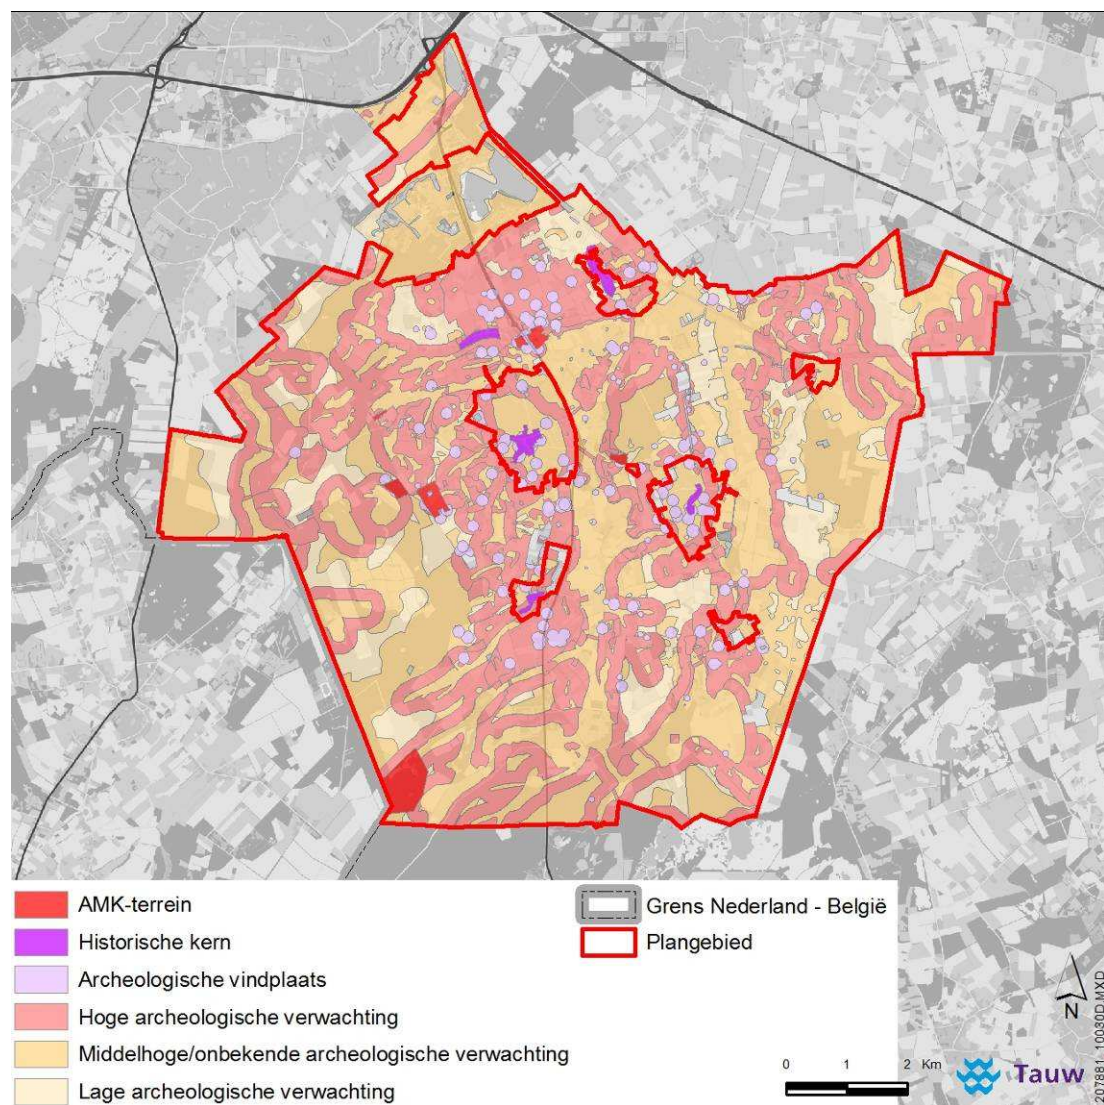 AMK-terrein
Historische kern
Archeologische vindplaats
Hoge archeologische verwachting
Middelhoge/onbekende archeologische verwachting
Lage archeologische verwachting
Grens Nederland - België
Plangebied
0 1 2 Km
N
Tauw
207881_10030D.MXD